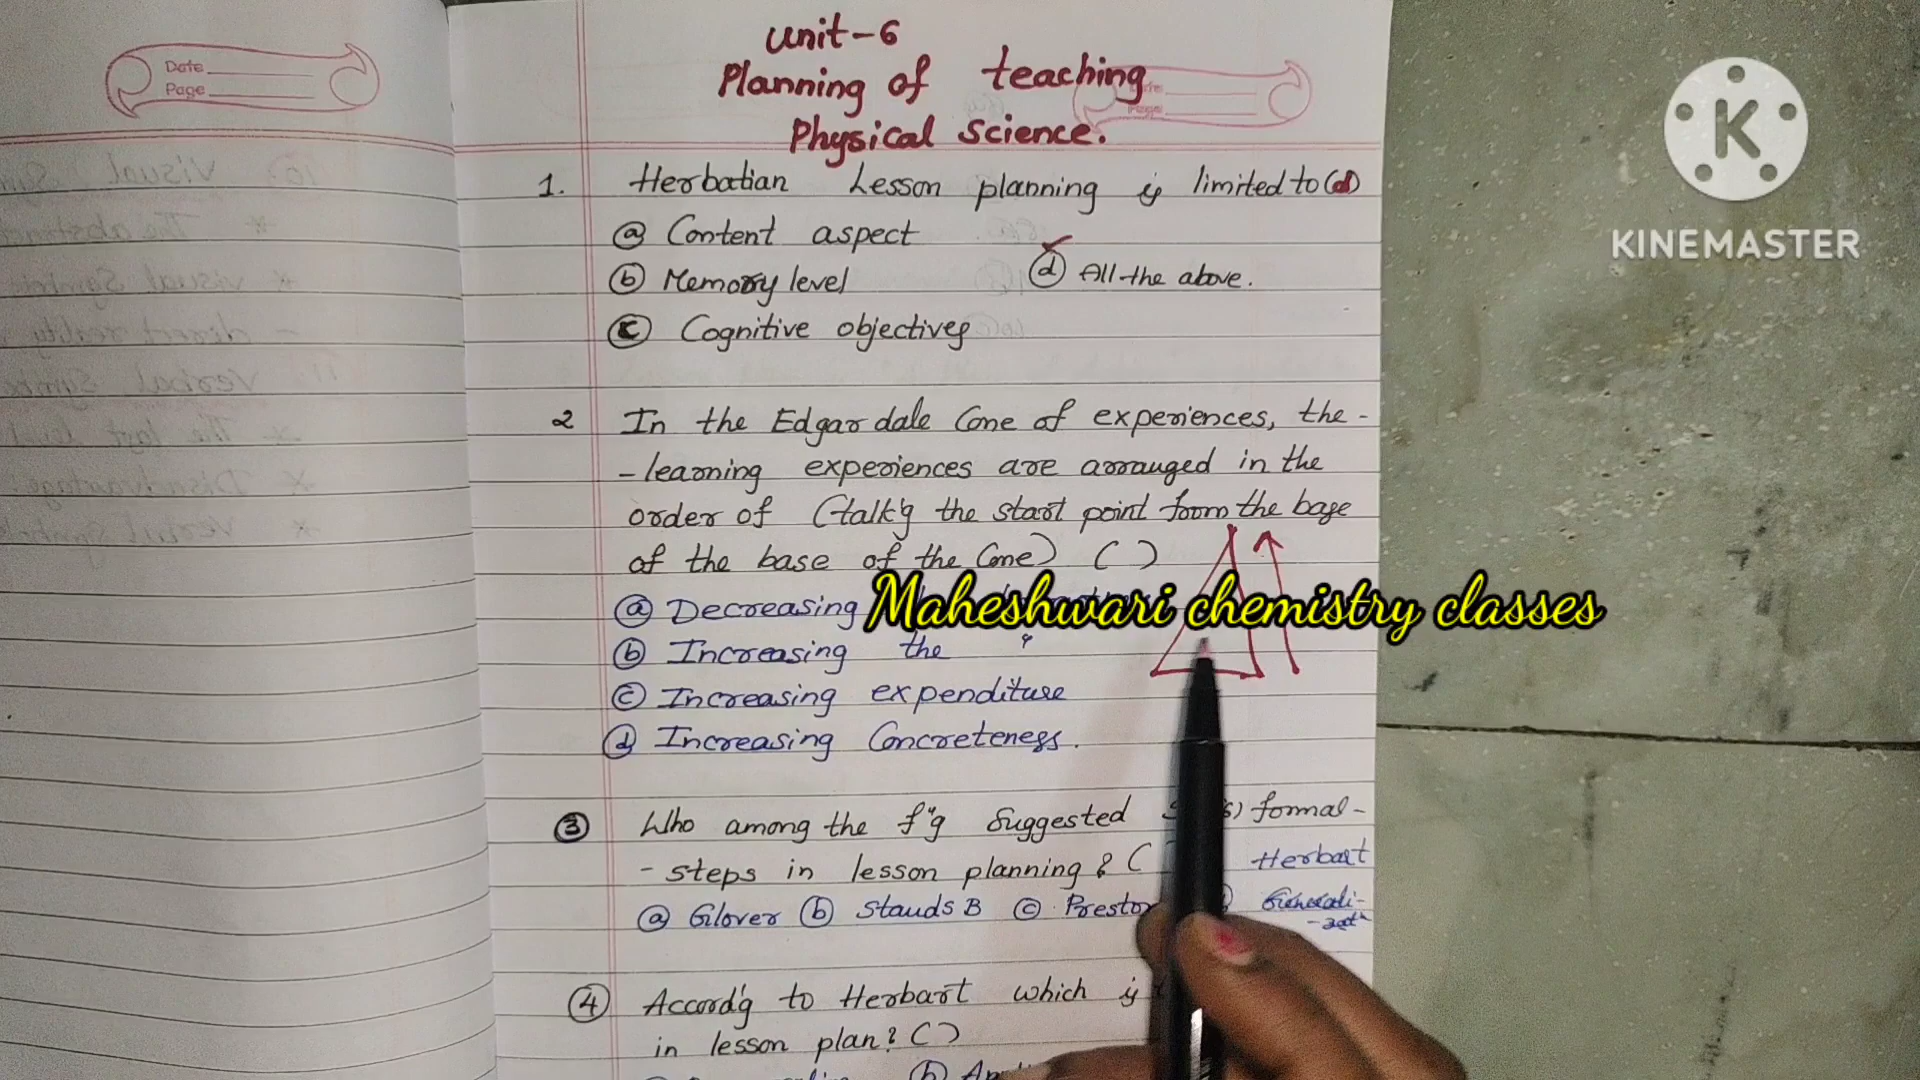 Date
Page
Unit-6
Planning of teaching
Physical Science.
1. Herbatian Lesson planning is limited to (d)
ⓐ Content aspect
ⓑ Memory level
ⓓ All the above.
ⓒ Cognitive objectives
2 In the Edgar dale Cone of experiences, the -
- learning experiences are arranged in the
order of (talk'g the start point from the base
of the base of the Cone) ( )
ⓐ Decreasing
ⓑ Increasing the "
ⓒ Increasing expenditure
ⓓ Increasing Concreteness.
③ Who among the f"g Suggested formal -
- steps in lesson planning? (
Herbart
ⓐ Glover ⓑ Stauds B ⓒ Preston
④ Accord'g to Herbart which is
in lesson plan? ( )
KINEMASTER
Maheshwari chemistry classes